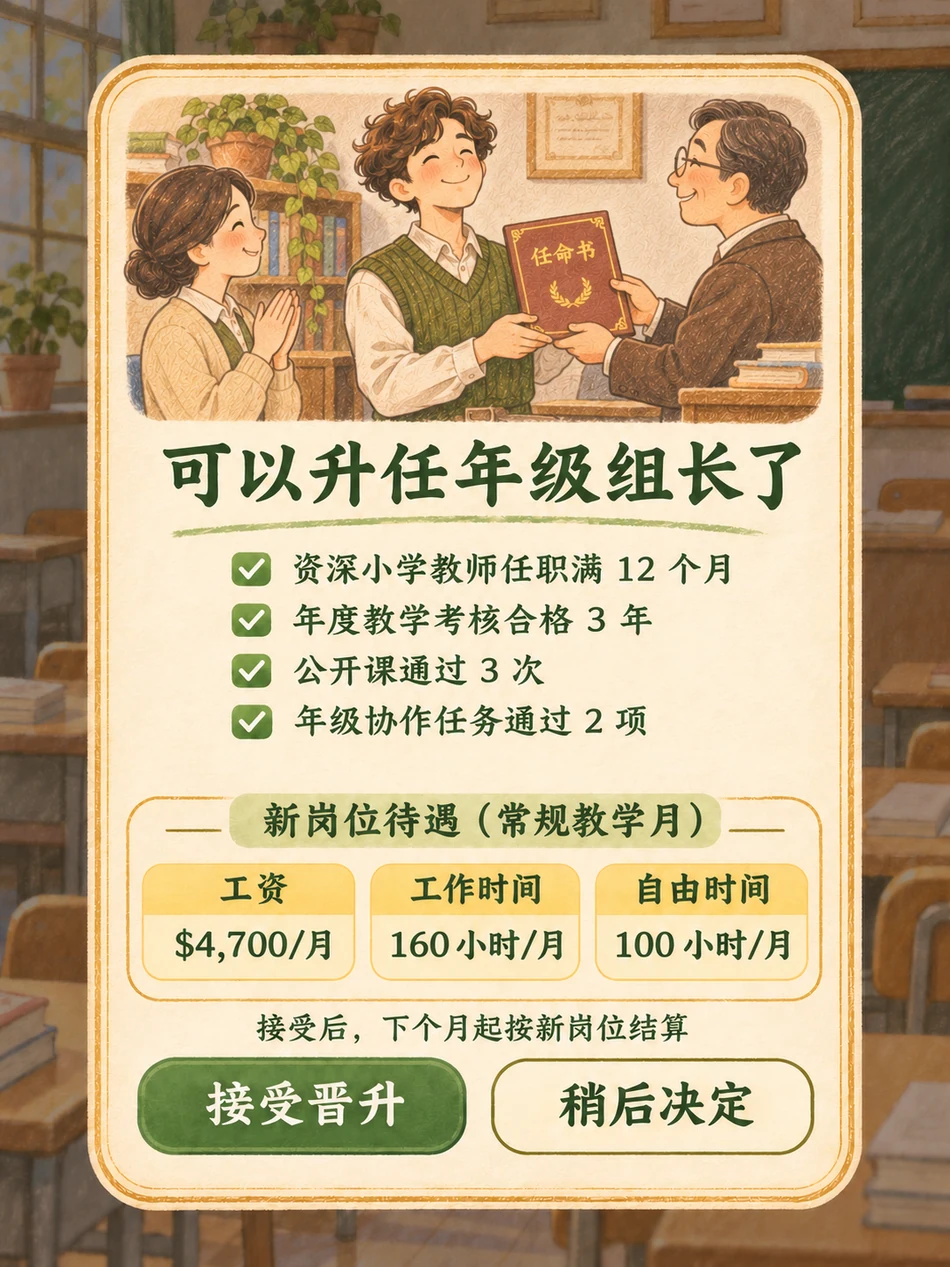 任命书
可以升任年级组长了
资深小学教师任职满 12 个月
年度教学考核合格 3 年
公开课通过 3 次
年级协作任务通过 2 项
新岗位待遇（常规教学月）
工资
$4,700/月
工作时间
160 小时/月
自由时间
100 小时/月
接受后，下个月起按新岗位结算
接受晋升
稍后决定